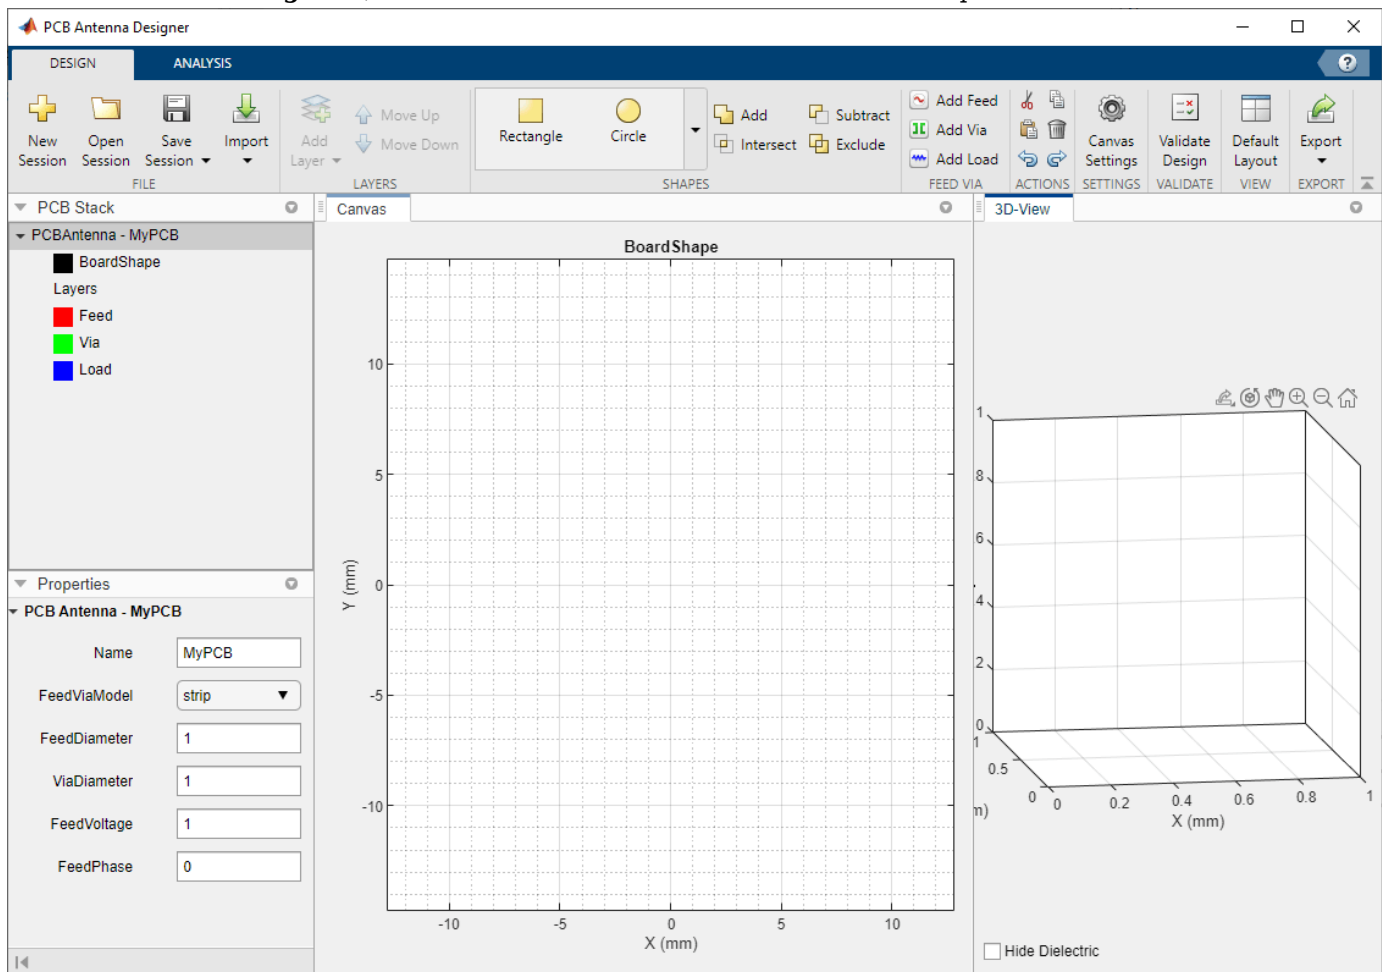 PCB Antenna Designer
DESIGN ANALYSIS
New Session Open Session Save Session Import
FILE
Add Layer Move Up Move Down
LAYERS
Rectangle Circle Add Subtract Intersect Exclude
SHAPES
Add Feed
Add Via
Add Load
FEED VIA
ACTIONS
Canvas Settings
SETTINGS
Validate Design
VALIDATE
Default Layout
VIEW
Export
EXPORT
PCB Stack
PCBAntenna - MyPCB
BoardShape
Layers
Feed
Via
Load
Properties
PCB Antenna - MyPCB
Name MyPCB
FeedViaModel strip
FeedDiameter 1
ViaDiameter 1
FeedVoltage 1
FeedPhase 0
Canvas
BoardShape
10
5
0
-5
-10
Y (mm)
-10 -5 0 5 10
X (mm)
3D-View
1
8
6
4
2
0
1
0.5
0
0 0.2 0.4 0.6 0.8 1
X (mm)
m)
Hide Dielectric